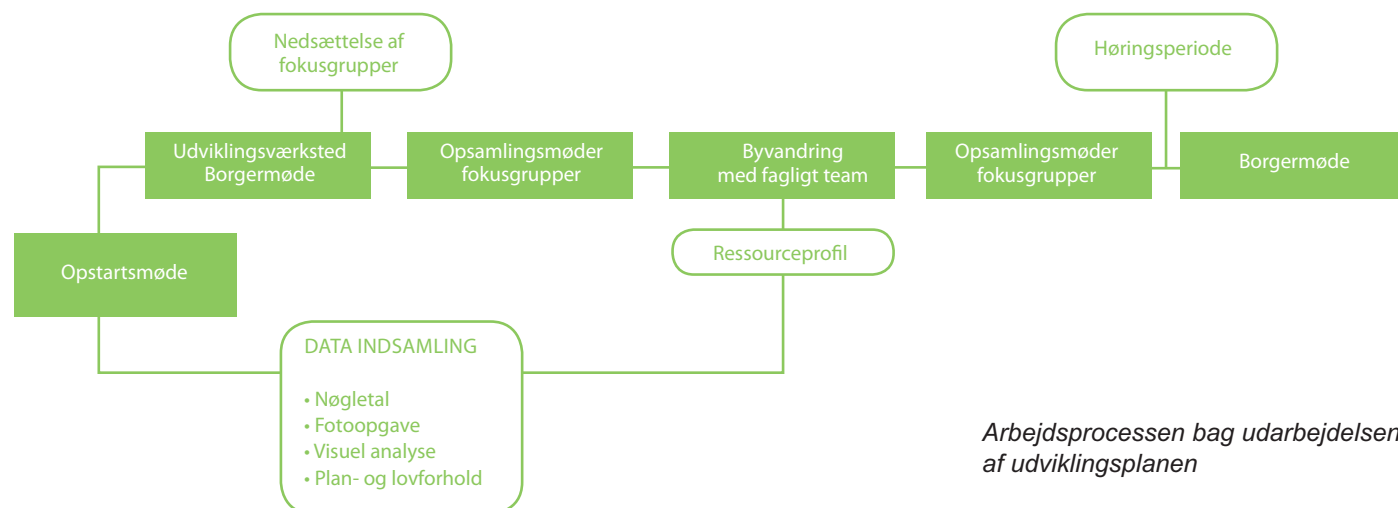 Nedsættelse af
fokusgrupper
Høringsperiode
Udviklingsværksted
Borgermøde
Opsamlingsmøder
fokusgrupper
Byvandring
med fagligt team
Opsamlingsmøder
fokusgrupper
Borgermøde
Opstartsmøde
Ressourceprofil
DATA INDSAMLING
• Nøgletal
• Fotoopgave
• Visuel analyse
• Plan- og lovforhold
Arbejdsprocessen bag udarbejdelsen
af udviklingsplanen